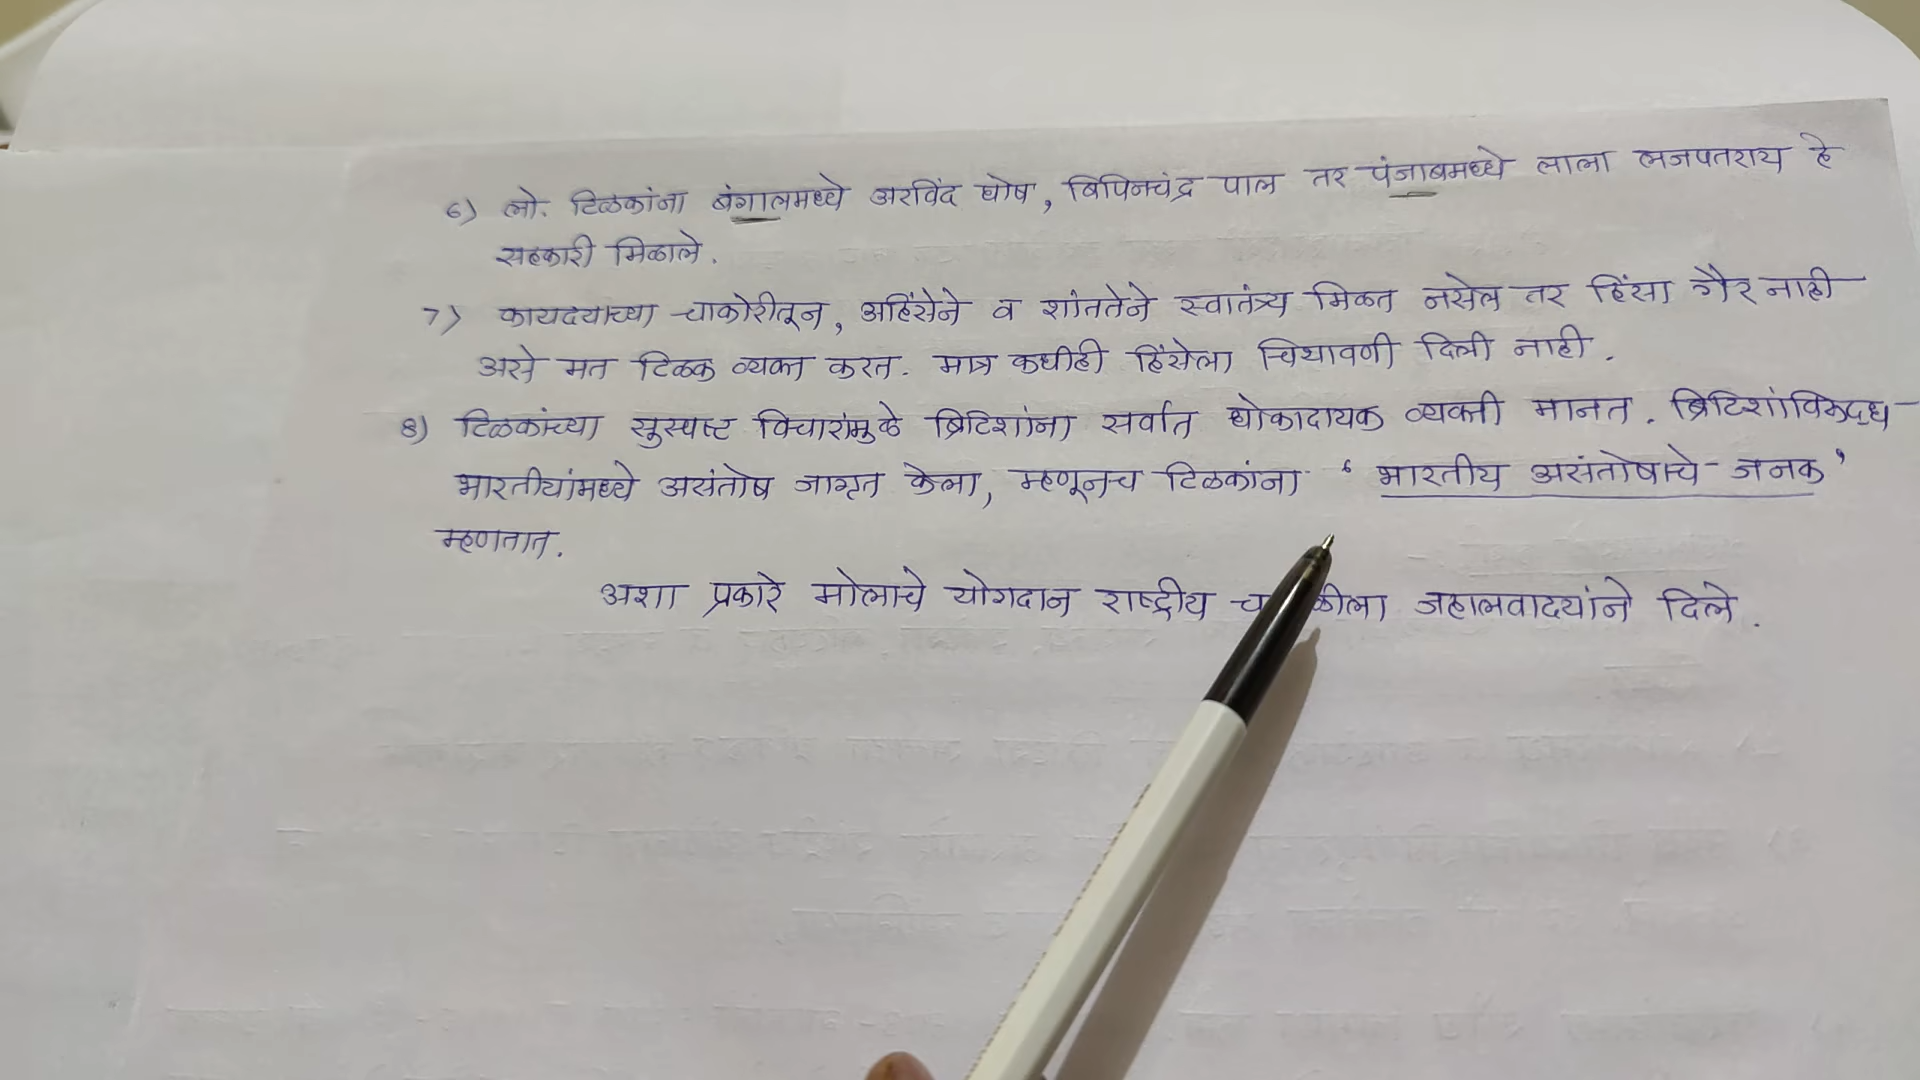 6) लो. टिळकांना बंगालमध्ये अरविंद घोष, बिपिनचंद्र पाल तर पंजाबमध्ये लाला लजपतराय हे
सहकारी मिळाले.
7) कायदयाच्या चाकोरीतून, अहिंसेने व शांततेने स्वातंत्र्य मिळत नसेल तर हिंसा गैर नाही
असे मत टिळक व्यक्त करत. मात्र कधीही हिंसेला चिथावणी दिली नाही.
8) टिळकांच्या सुस्पष्ट विचारांमुळे ब्रिटिशांना सर्वात धोकादायक व्यक्ती मानत. ब्रिटिशांविरुद्ध
भारतीयांमध्ये असंतोष जागृत केला, म्हणूनच टिळकांना ' भारतीय असंतोषाचे जनक '
म्हणतात.
अशा प्रकारे मोलाचे योगदान राष्ट्रीय जहालवादयांने दिले.